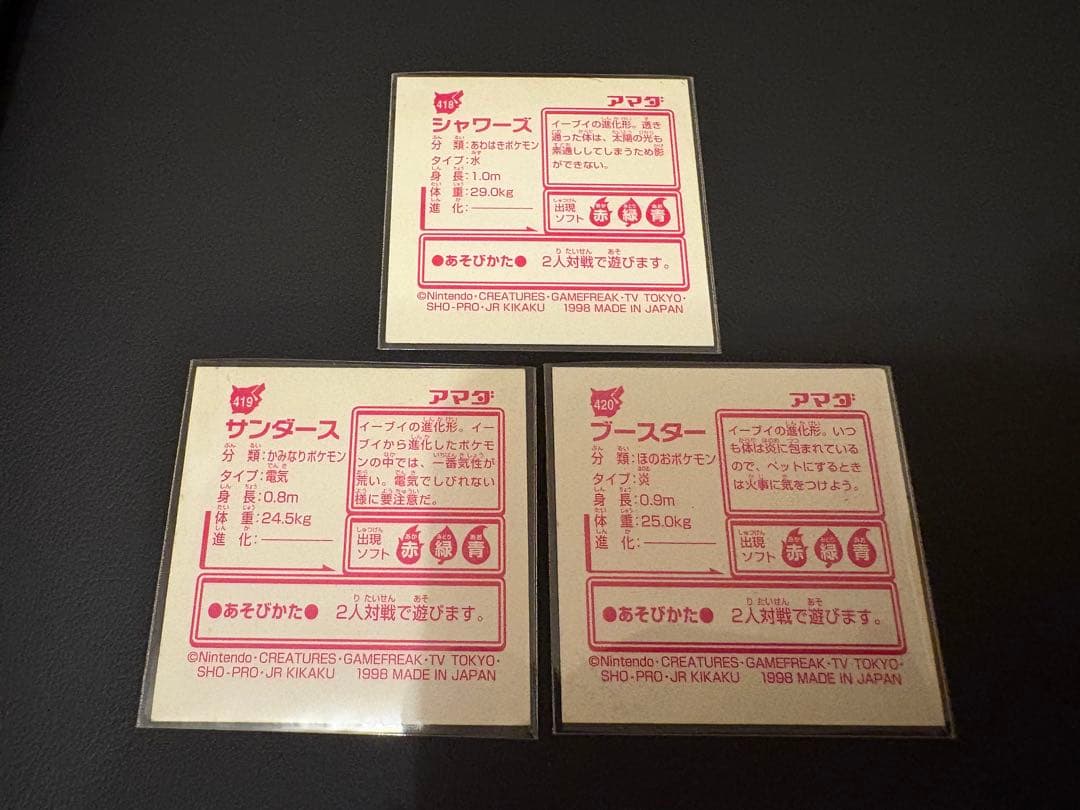 418
アマダ
シャワーズ
分類:あわはきポケモン
タイプ:水
身長:1.0m
体重:29.0kg
進化:————
イーブイの進化形。透き
通った体は、太陽の光も
素通ししてしまうため影
ができない。
出現
ソフト
赤 緑 青
●あそびかた● 2人対戦で遊びます。
©Nintendo・CREATURES・GAMEFREAK・TV TOKYO・
SHO-PRO・JR KIKAKU 1998 MADE IN JAPAN
419
アマダ
サンダース
分類:かみなりポケモン
タイプ:電気
身長:0.8m
体重:24.5kg
進化:————
イーブイの進化形。イー
ブイから進化したポケモ
ンの中では、一番気性が
荒い。電気でしびれない
様に要注意だ。
出現
ソフト
赤 緑 青
●あそびかた● 2人対戦で遊びます。
©Nintendo・CREATURES・GAMEFREAK・TV TOKYO・
SHO-PRO・JR KIKAKU 1998 MADE IN JAPAN
420
アマダ
ブースター
分類:ほのおポケモン
タイプ:炎
身長:0.9m
体重:25.0kg
進化:————
イーブイの進化形。いつ
も体は炎に包まれている
ので、ペットにするとき
は火事に気をつけよう。
出現
ソフト
赤 緑 青
●あそびかた● 2人対戦で遊びます。
©Nintendo・CREATURES・GAMEFREAK・TV TOKYO・
SHO-PRO・JR KIKAKU 1998 MADE IN JAPAN